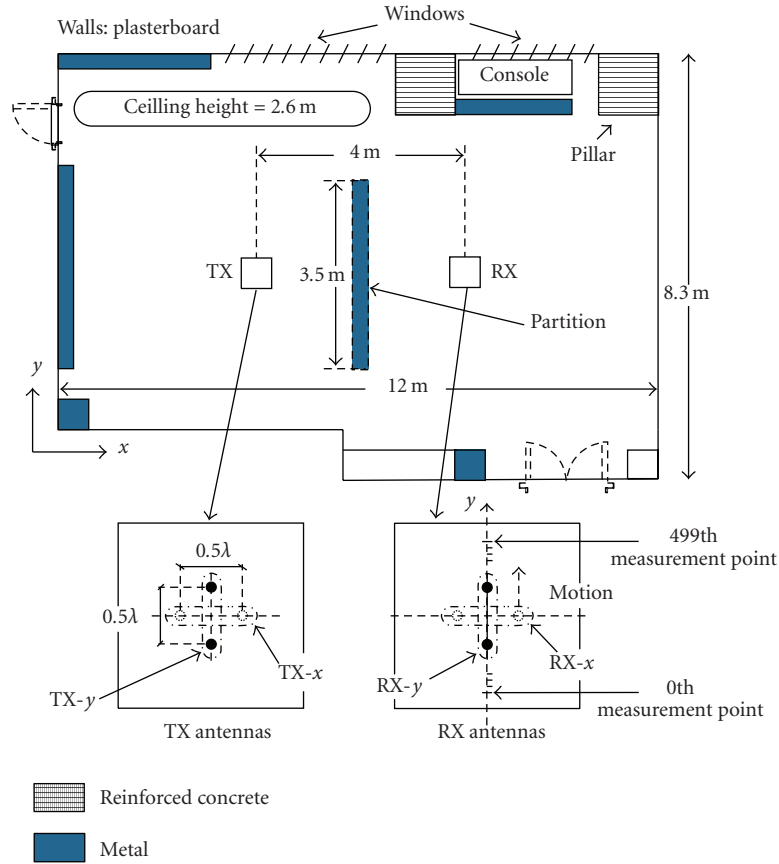 Windows
Walls: plasterboard
Console
Ceilling height = 2.6 m
4 m
Pillar
TX
3.5 m
RX
8.3 m
Partition
y
12 m
x
y
499th
measurement point
0.5λ
Motion
0.5λ
TX-x
RX-x
TX-y
RX-y
0th
measurement point
TX antennas
RX antennas
Reinforced concrete
Metal